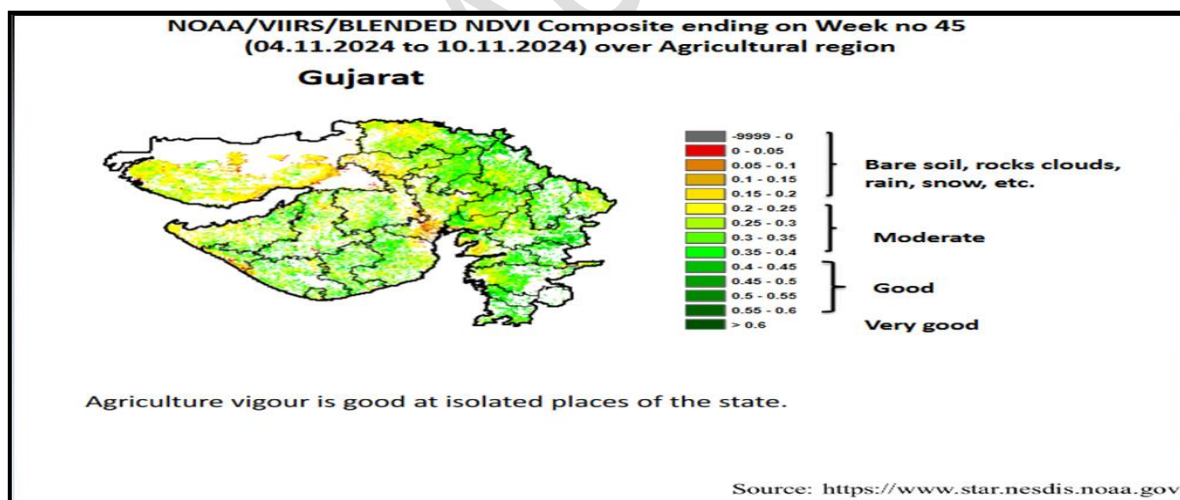 NOAA/VIIRS/BLENDED NDVI Composite ending on Week no 45
(04.11.2024 to 10.11.2024) over Agricultural region
Gujarat
-9999 - 0
0 - 0.05
0.05 - 0.1
0.1 - 0.15
0.15 - 0.2
0.2 - 0.25
0.25 - 0.3
0.3 - 0.35
0.35 - 0.4
0.4 - 0.45
0.45 - 0.5
0.5 - 0.55
0.55 - 0.6
> 0.6
Bare soil, rocks clouds,
rain, snow, etc.
Moderate
Good
Very good
Agriculture vigour is good at isolated places of the state.
Source: https://www.star.nesdis.noaa.gov